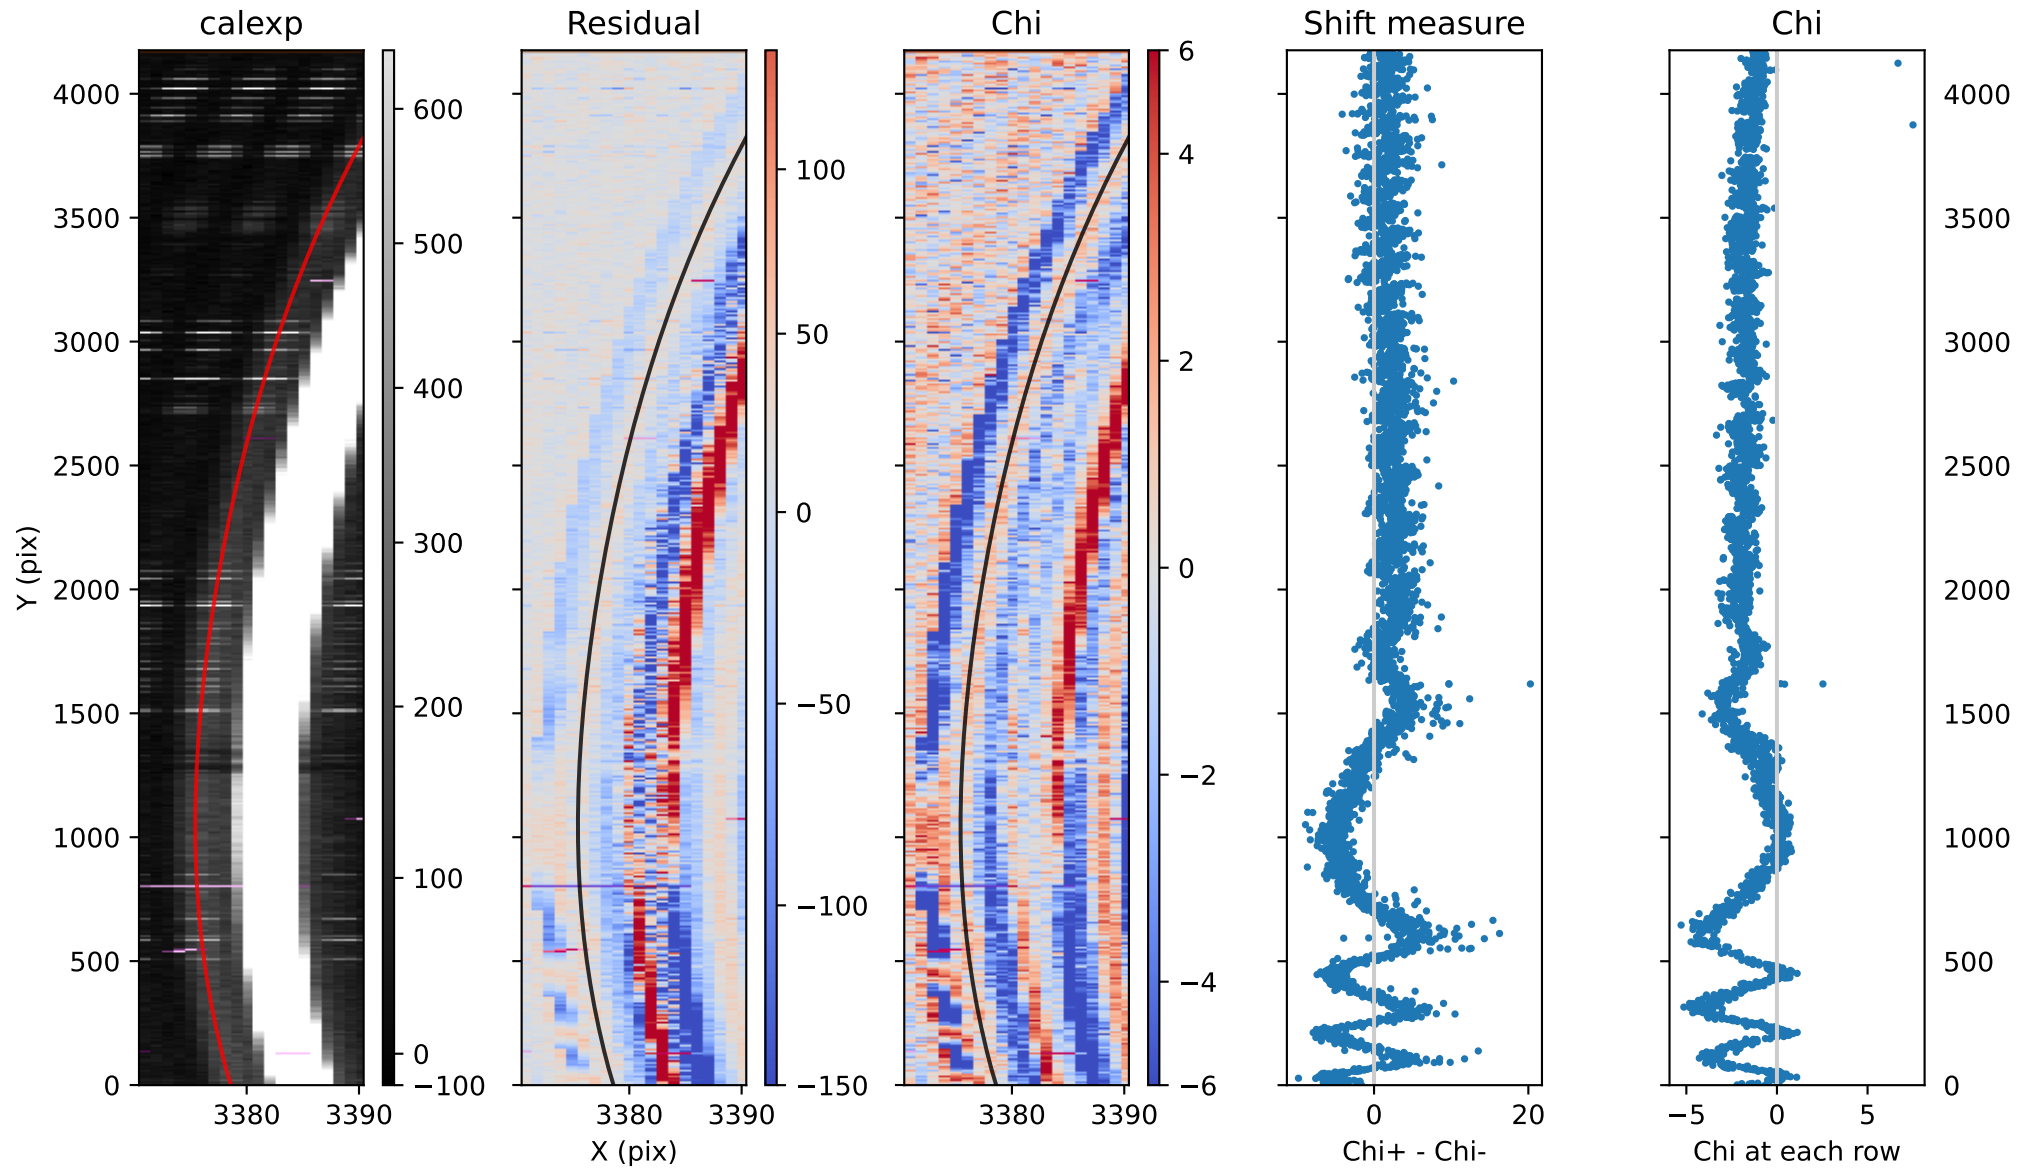 calexp Residual Chi Shift measure Chi
4000 600 100 6 4000
3500 500 4 3500
3000 400 50 2 3000
2500 300 0 0 2500
2000 200 −50 −2 2000
1500 100 −100 −4 1500
1000 0 −150 −6 1000
500 −100 500
0 0
Y (pix)
3380 3390 3380 3390 3380 3390 0 20 −5 0 5
X (pix) Chi+ - Chi- Chi at each row